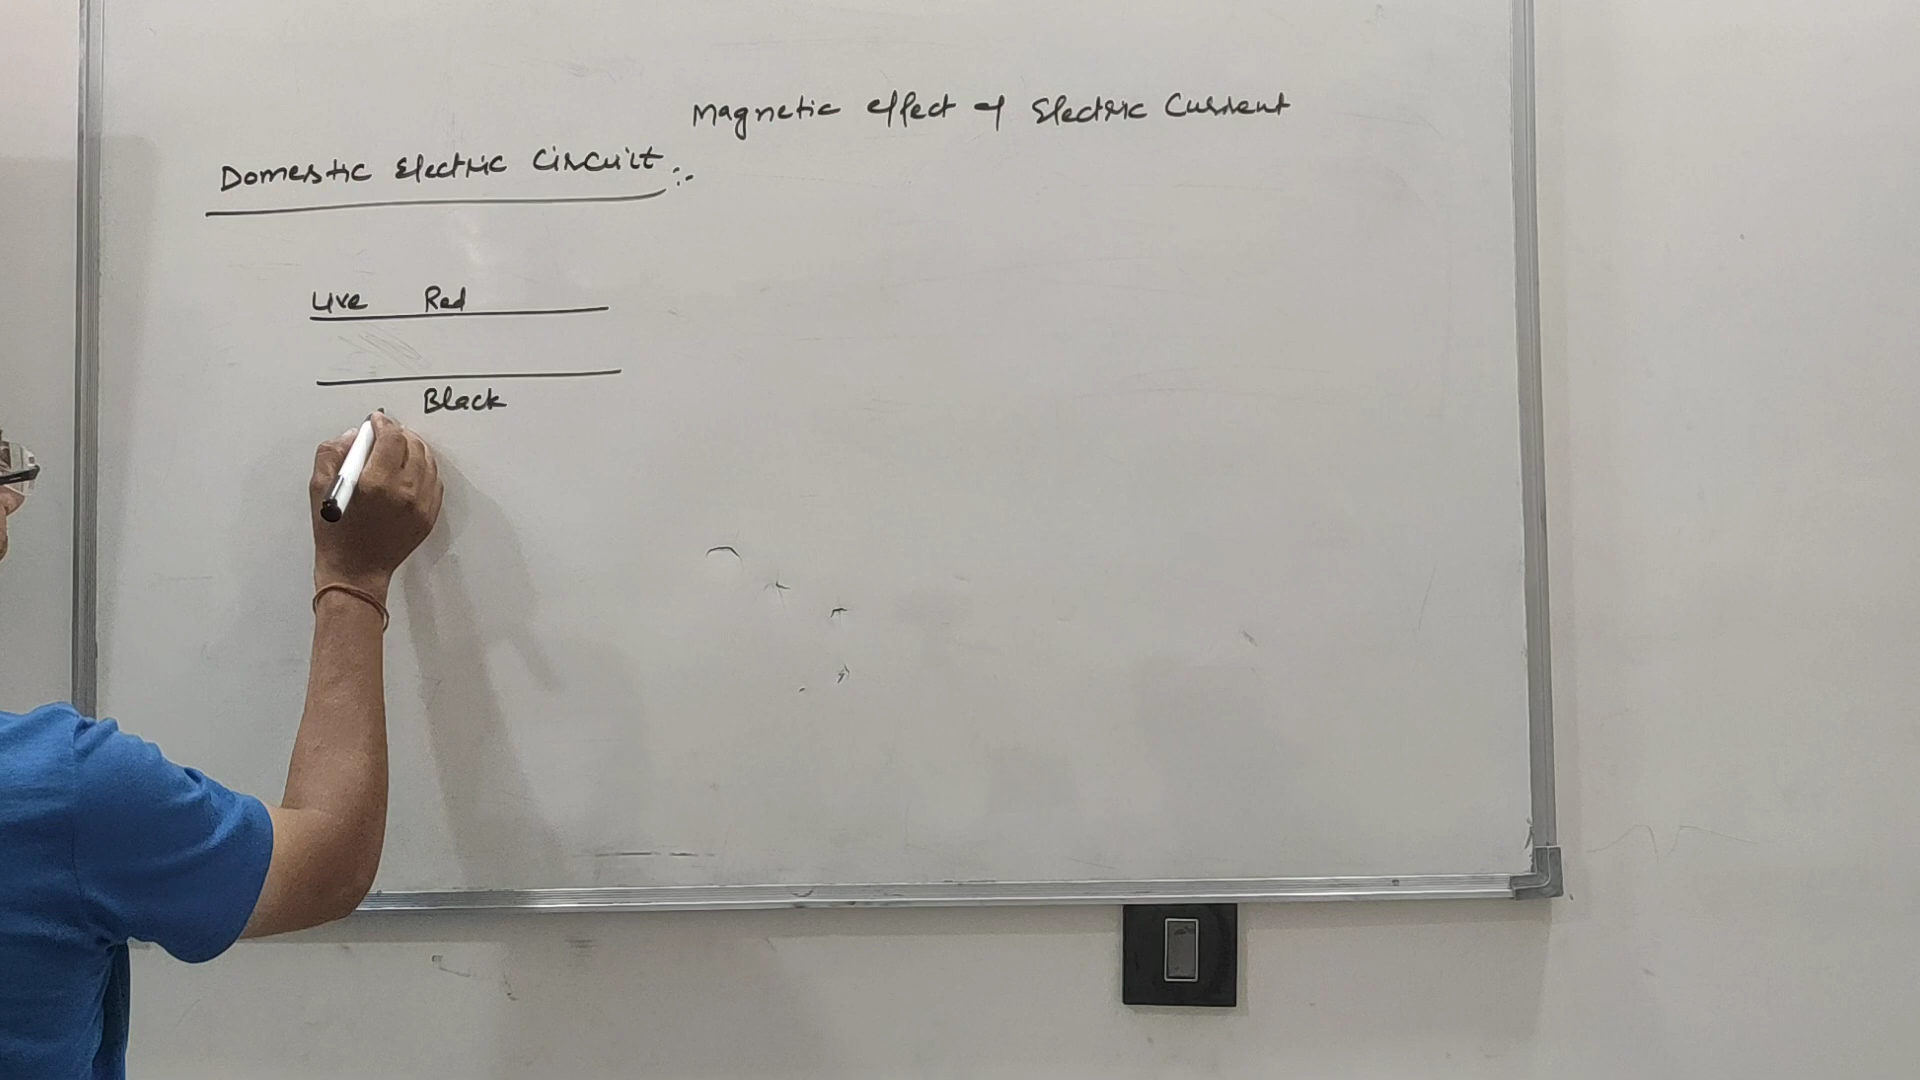 Magnetic effect of Electric Current
Domestic Electric Circuit :-
Live Red
Black